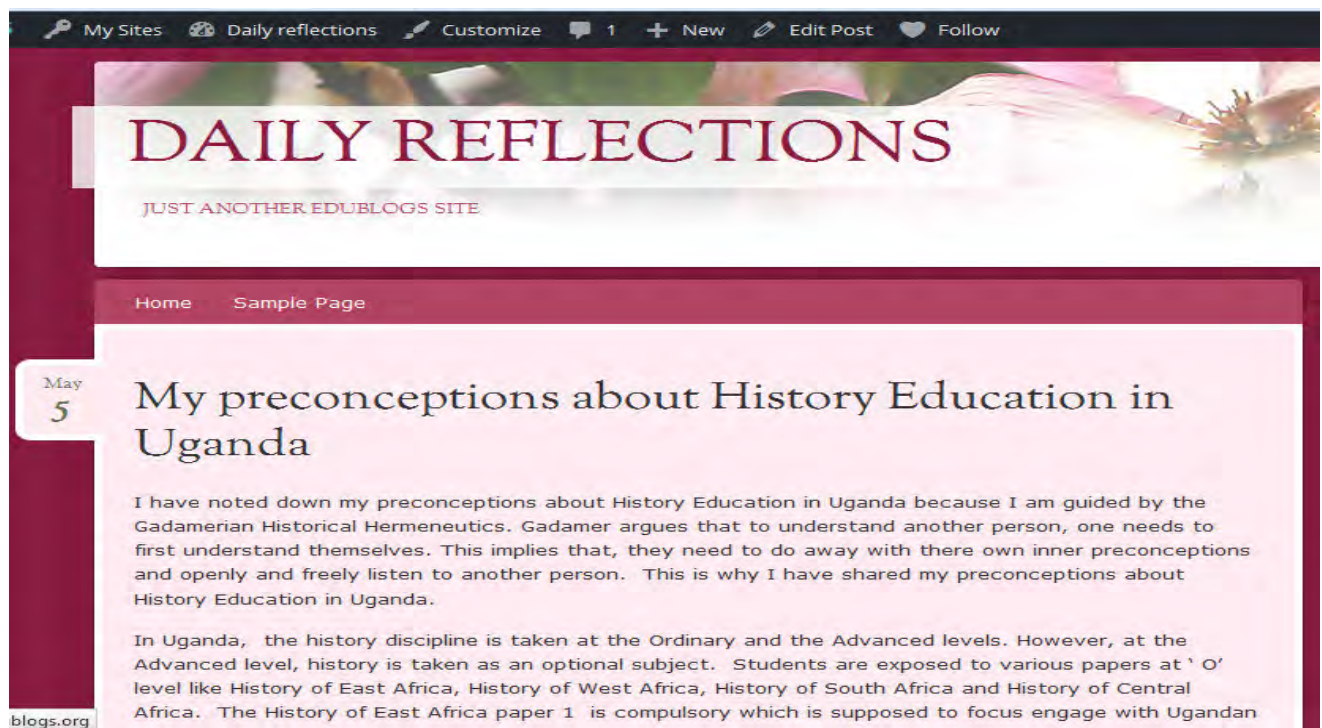 My Sites Daily reflections Customize 1 New Edit Post Follow
DAILY REFLECTIONS
JUST ANOTHER EDUBLOGS SITE
Home Sample Page
May
5
My preconceptions about History Education in
Uganda
I have noted down my preconceptions about History Education in Uganda because I am guided by the
Gadamerian Historical Hermeneutics. Gadamer argues that to understand another person, one needs to
first understand themselves. This implies that, they need to do away with there own inner preconceptions
and openly and freely listen to another person. This is why I have shared my preconceptions about
History Education in Uganda.
In Uganda, the history discipline is taken at the Ordinary and the Advanced levels. However, at the
Advanced level, history is taken as an optional subject. Students are exposed to various papers at ‘ O’
level like History of East Africa, History of West Africa, History of South Africa and History of Central
Africa. The History of East Africa paper 1 is compulsory which is supposed to focus engage with Ugandan
blogs.org